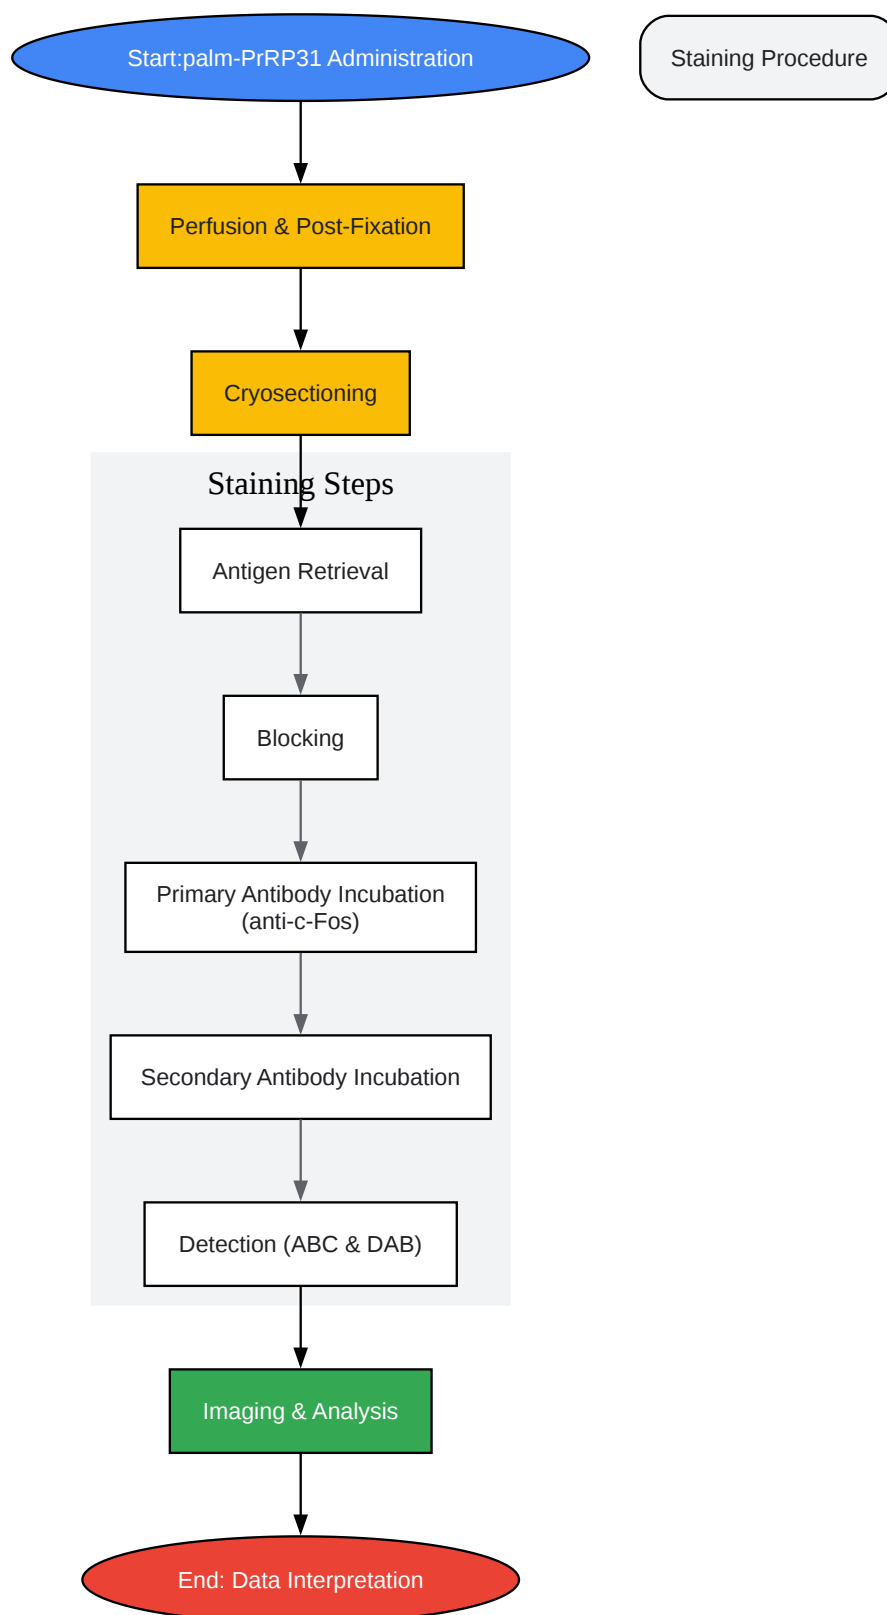 Start:palm-PrRP31 Administration
Staining Procedure
Perfusion & Post-Fixation
Cryosectioning
Staining Steps
Antigen Retrieval
Blocking
Primary Antibody Incubation
(anti-c-Fos)
Secondary Antibody Incubation
Detection (ABC & DAB)
Imaging & Analysis
End: Data Interpretation